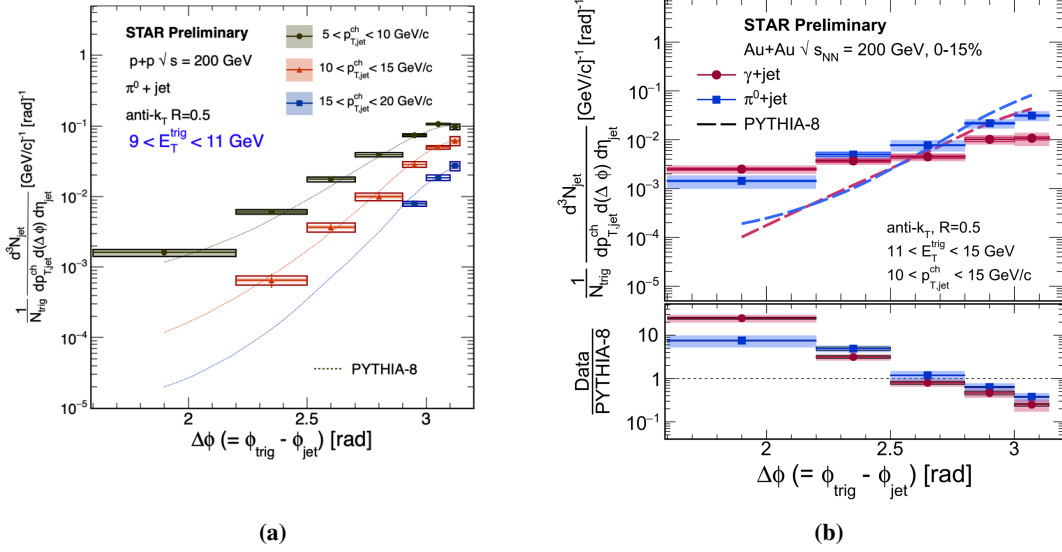 STAR Preliminary
p+p √ s = 200 GeV
π⁰ + jet
anti-k_T R=0.5
9 < E_T^trig < 11 GeV
5 < p_T,jet^ch < 10 GeV/c
10 < p_T,jet^ch < 15 GeV/c
15 < p_T,jet^ch < 20 GeV/c
PYTHIA-8
1/N_trig d³N_jet/dp_T,jet^ch d(Δ φ) dη_jet [GeV/c]⁻¹ [rad]⁻¹
1
10⁻¹
10⁻²
10⁻³
10⁻⁴
10⁻⁵
2 2.5 3
Δφ (= φ_trig - φ_jet) [rad]
(a)
STAR Preliminary
Au+Au √ s_NN = 200 GeV, 0-15%
γ+jet
π⁰+jet
PYTHIA-8
anti-k_T, R=0.5
11 < E_T^trig < 15 GeV
10 < p_T,jet^ch < 15 GeV/c
1/N_trig d³N_jet/dp_T,jet^ch d(Δ φ) dη_jet [GeV/c]⁻¹ [rad]⁻¹
1
10⁻¹
10⁻²
10⁻³
10⁻⁴
Data/PYTHIA-8
10
1
10⁻¹
2 2.5 3
Δφ (= φ_trig - φ_jet) [rad]
(b)